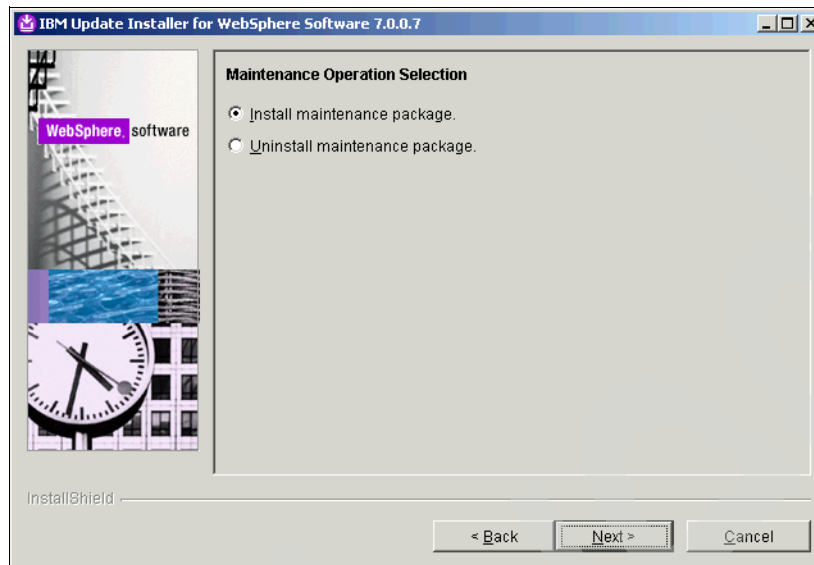 IBM Update Installer for WebSphere Software 7.0.0.7
WebSphere. software
Maintenance Operation Selection
Install maintenance package.
Uninstall maintenance package.
InstallShield
< Back
Next >
Cancel